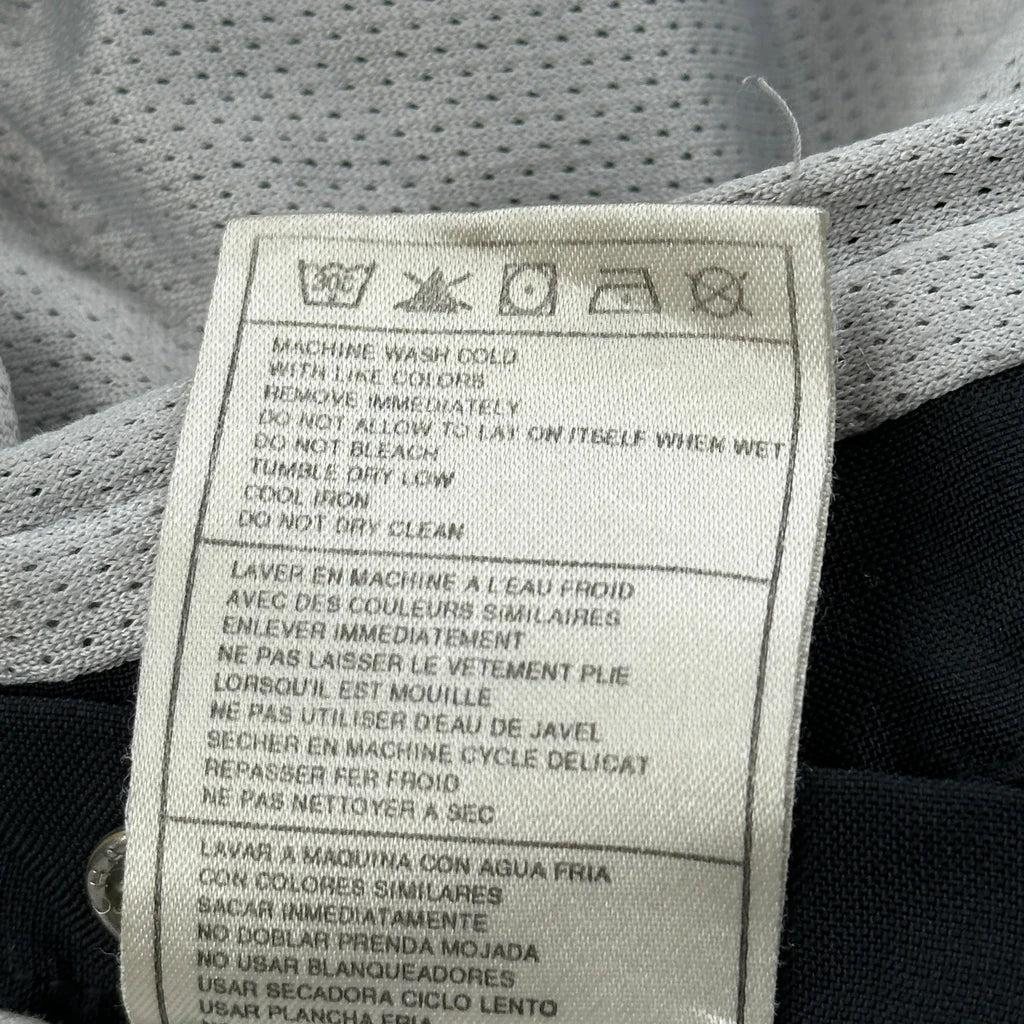 30C
MACHINE WASH COLD
WITH LIKE COLORS
REMOVE IMMEDIATELY
DO NOT ALLOW TO LAY ON ITSELF WHEN WET
DO NOT BLEACH
TUMBLE DRY LOW
COOL IRON
DO NOT DRY CLEAN
LAVER EN MACHINE A L'EAU FROID
AVEC DES COULEURS SIMILAIRES
ENLEVER IMMEDIATEMENT
NE PAS LAISSER LE VETEMENT PLIE
LORSQU'IL EST MOUILLE
NE PAS UTILISER D'EAU DE JAVEL
SECHER EN MACHINE CYCLE DELICAT
REPASSER FER FROID
NE PAS NETTOYER A SEC
LAVAR A MAQUINA CON AGUA FRIA
CON COLORES SIMILARES
SACAR INMEDIATAMENTE
NO DOBLAR PRENDA MOJADA
NO USAR BLANQUEADORES
USAR SECADORA CICLO LENTO
USAR PLANCHA FRIA